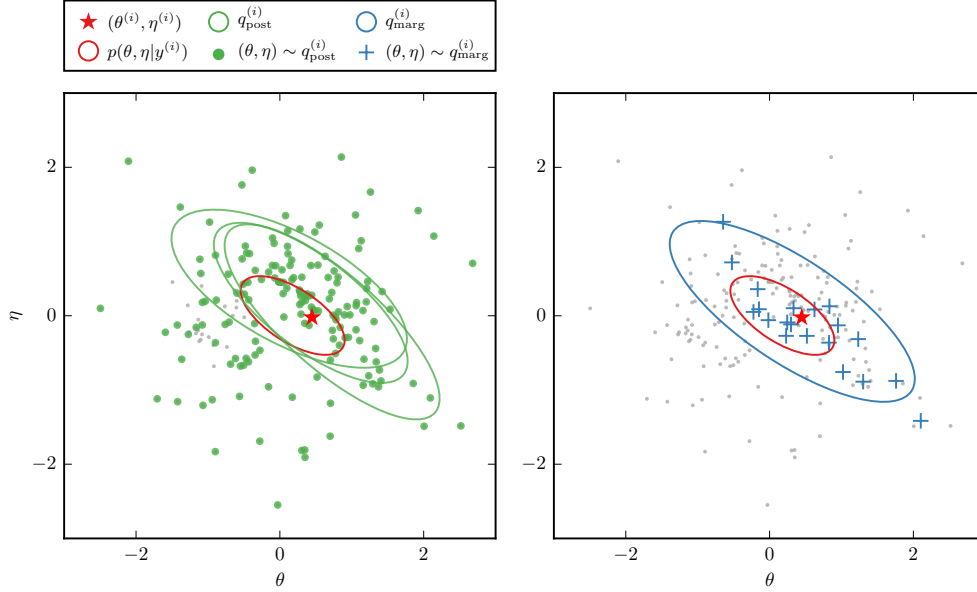 (θ^(i), η^(i)) q_post^(i) q_marg^(i)
p(θ, η|y^(i)) (θ, η) ∼ q_post^(i) (θ, η) ∼ q_marg^(i)
2
0
−2
η
−2 0 2
θ
2
0
−2
−2 0 2
θ